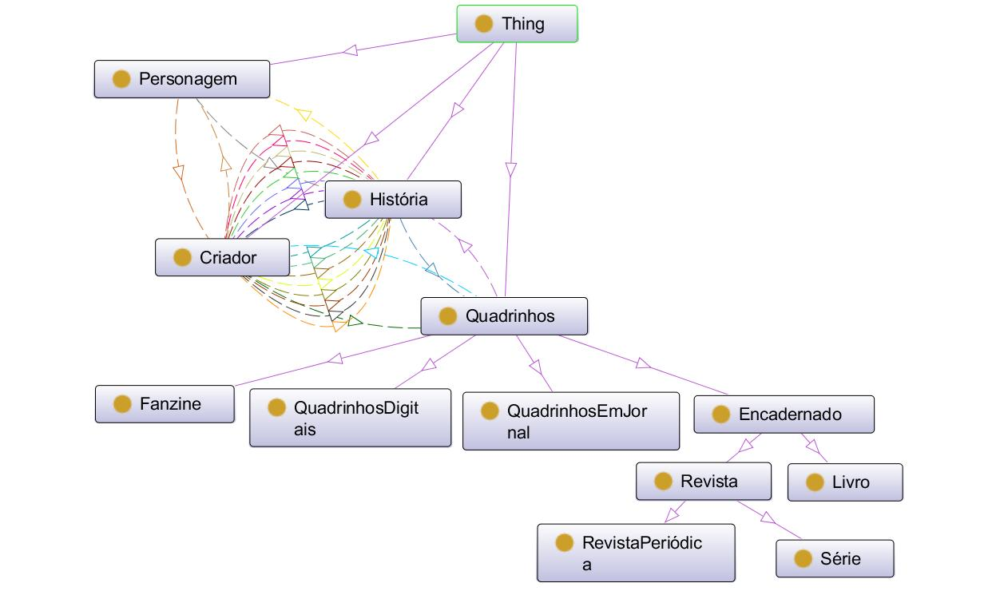 Thing
Personagem
História
Criador
Quadrinhos
Fanzine
QuadrinhosDigit
ais
QuadrinhosEmJor
nal
Encadernado
Revista
Livro
RevistaPeriódic
a
Série